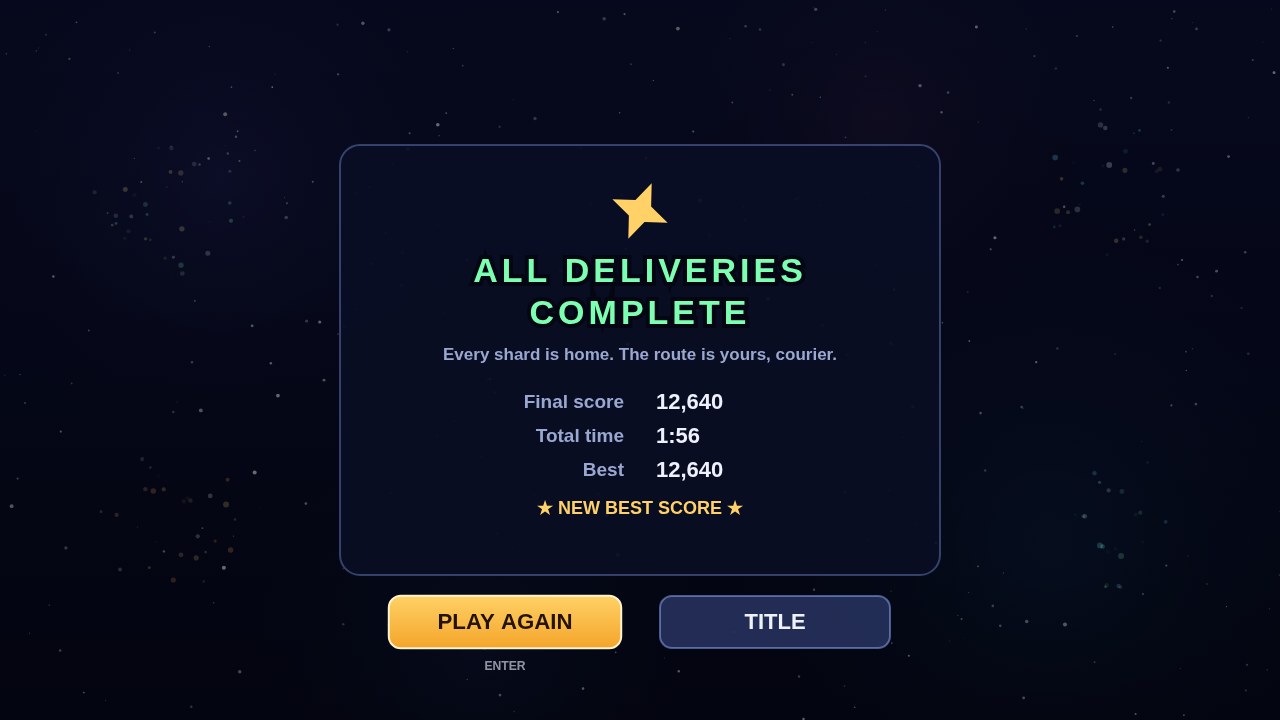 ALL DELIVERIES
COMPLETE
Every shard is home. The route is yours, courier.
Final score 12,640
Total time 1:56
Best 12,640
★ NEW BEST SCORE ★
PLAY AGAIN TITLE
ENTER